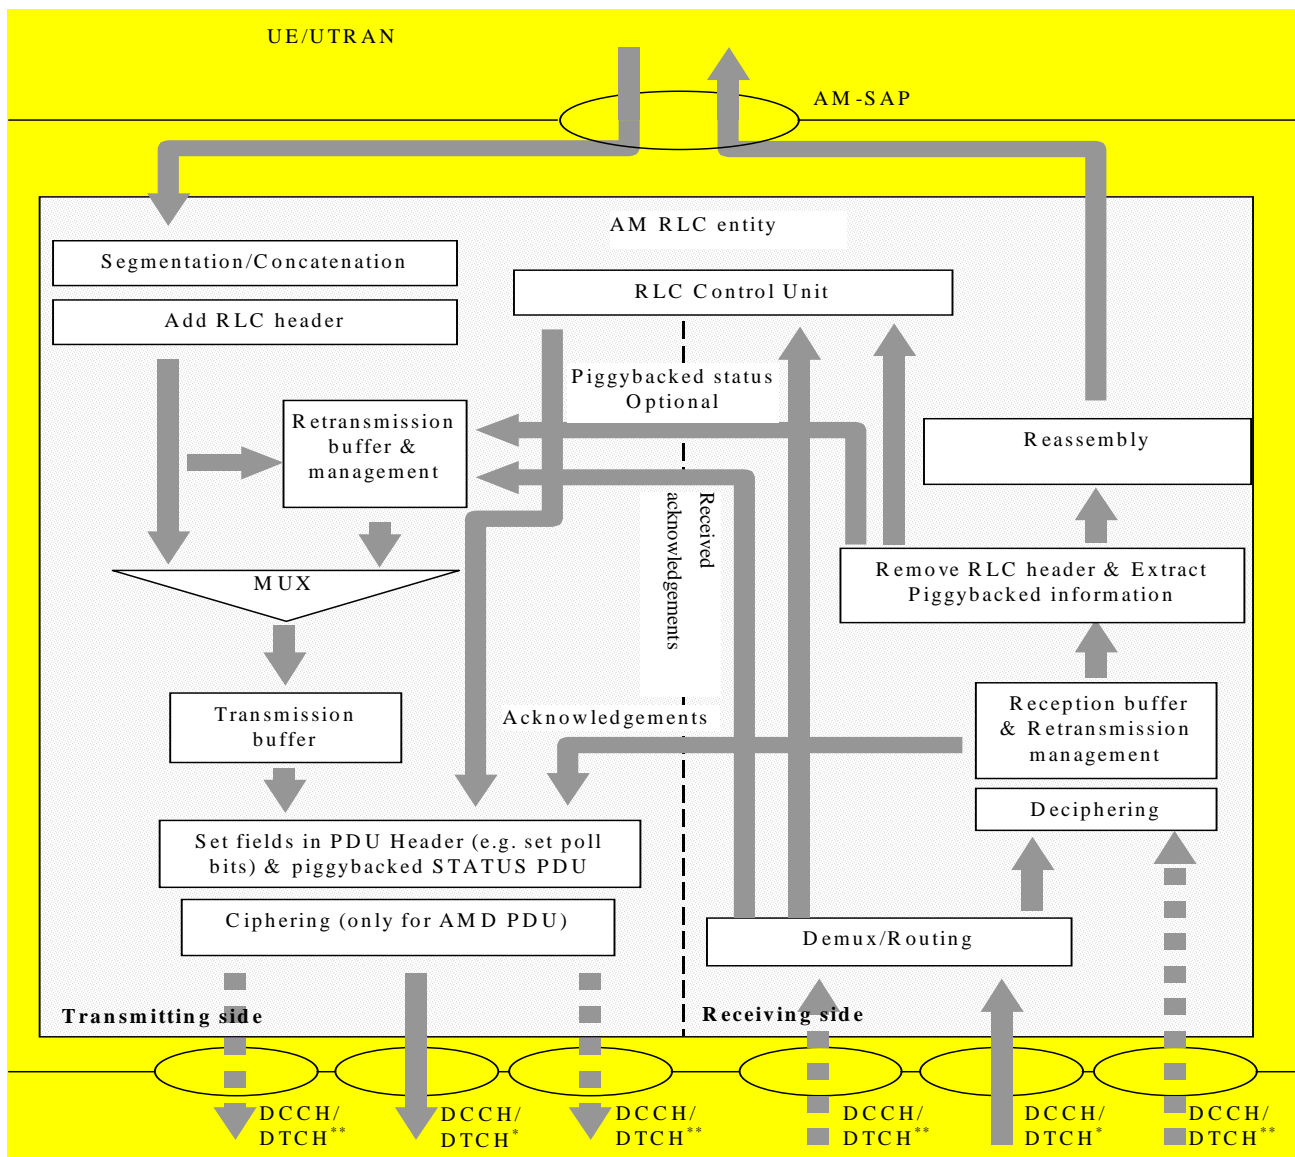 UE/UTRAN
AM-SAP
AM RLC entity
Segmentation/Concatenation
RLC Control Unit
Add RLC header
Piggybacked status
Optional
Retransmission
buffer &
management
Reassembly
Received
acknowledgements
MUX
Remove RLC header & Extract
Piggybacked information
Transmission
buffer
Acknowledgements
Reception buffer
& Retransmission
management
Deciphering
Set fields in PDU Header (e.g. set poll
bits) & piggybacked STATUS PDU
Ciphering (only for AMD PDU)
Demux/Routing
Transmitting side
Receiving side
DCCH/
DTCH**
DCCH/
DTCH*
DCCH/
DTCH**
DCCH/
DTCH**
DCCH/
DTCH*
DCCH/
DTCH**